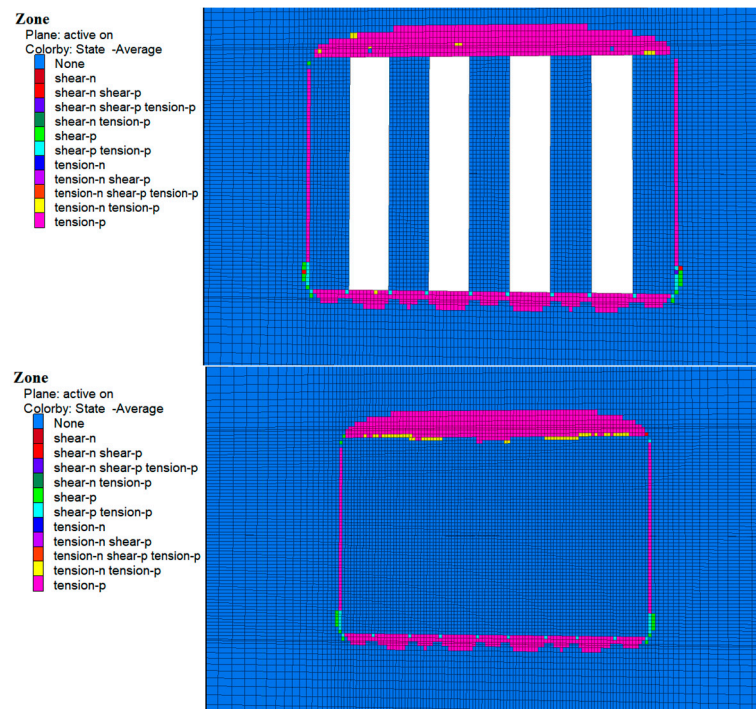 Zone
Plane: active on
Colorby: State -Average
None
shear-n
shear-n shear-p
shear-n shear-p tension-p
shear-n tension-p
shear-p
shear-p tension-p
tension-n
tension-n shear-p
tension-n shear-p tension-p
tension-n tension-p
tension-p
Zone
Plane: active on
Colorby: State -Average
None
shear-n
shear-n shear-p
shear-n shear-p tension-p
shear-n tension-p
shear-p
shear-p tension-p
tension-n
tension-n shear-p
tension-n shear-p tension-p
tension-n tension-p
tension-p